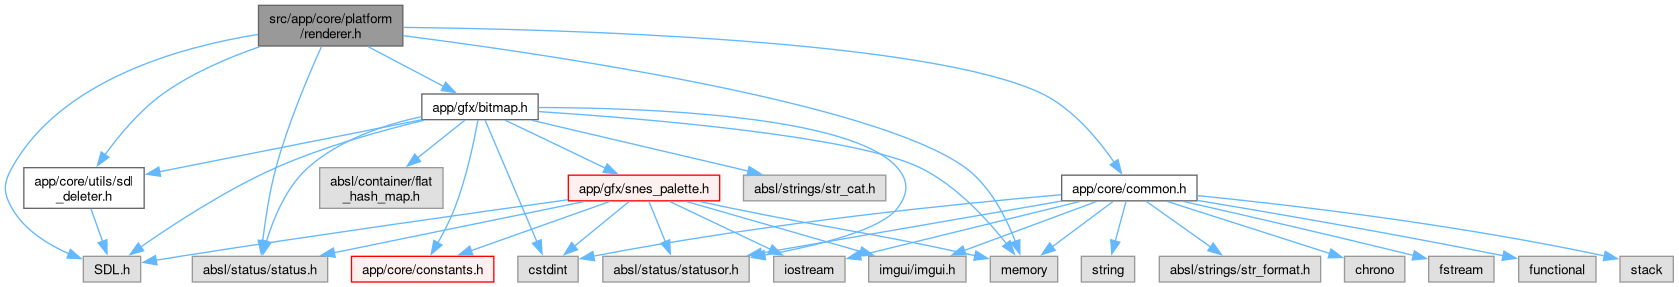 src/app/core/platform
/renderer.h
app/gfx/bitmap.h
app/core/utils/sdl
_deleter.h
absl/container/flat
_hash_map.h
app/gfx/snes_palette.h
absl/strings/str_cat.h
app/core/common.h
SDL.h
absl/status/status.h
app/core/constants.h
cstdint
absl/status/statusor.h
iostream
imgui/imgui.h
memory
string
absl/strings/str_format.h
chrono
fstream
functional
stack